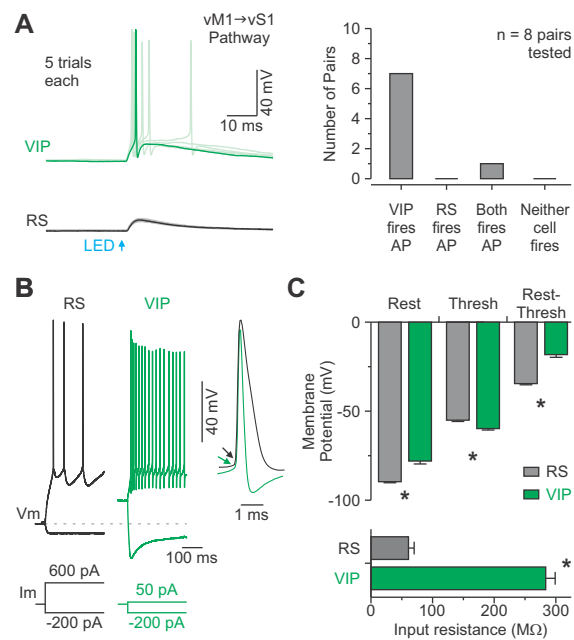 A
vM1→vS1
Pathway
5 trials
each
40 mV
10 ms
VIP
RS
LED
n = 8 pairs
tested
Number of Pairs
10
8
6
4
2
0
VIP
fires
AP
RS
fires
AP
Both
fires
AP
Neither
cell
fires
B
RS
VIP
40 mV
1 ms
Vm
100 ms
600 pA
Im
-200 pA
50 pA
-200 pA
C
Rest
Thresh
Rest-
Thresh
Membrane
Potential (mV)
0
-50
-100
*
*
*
RS
VIP
RS
VIP
*
0
100
200
300
Input resistance (MΩ)